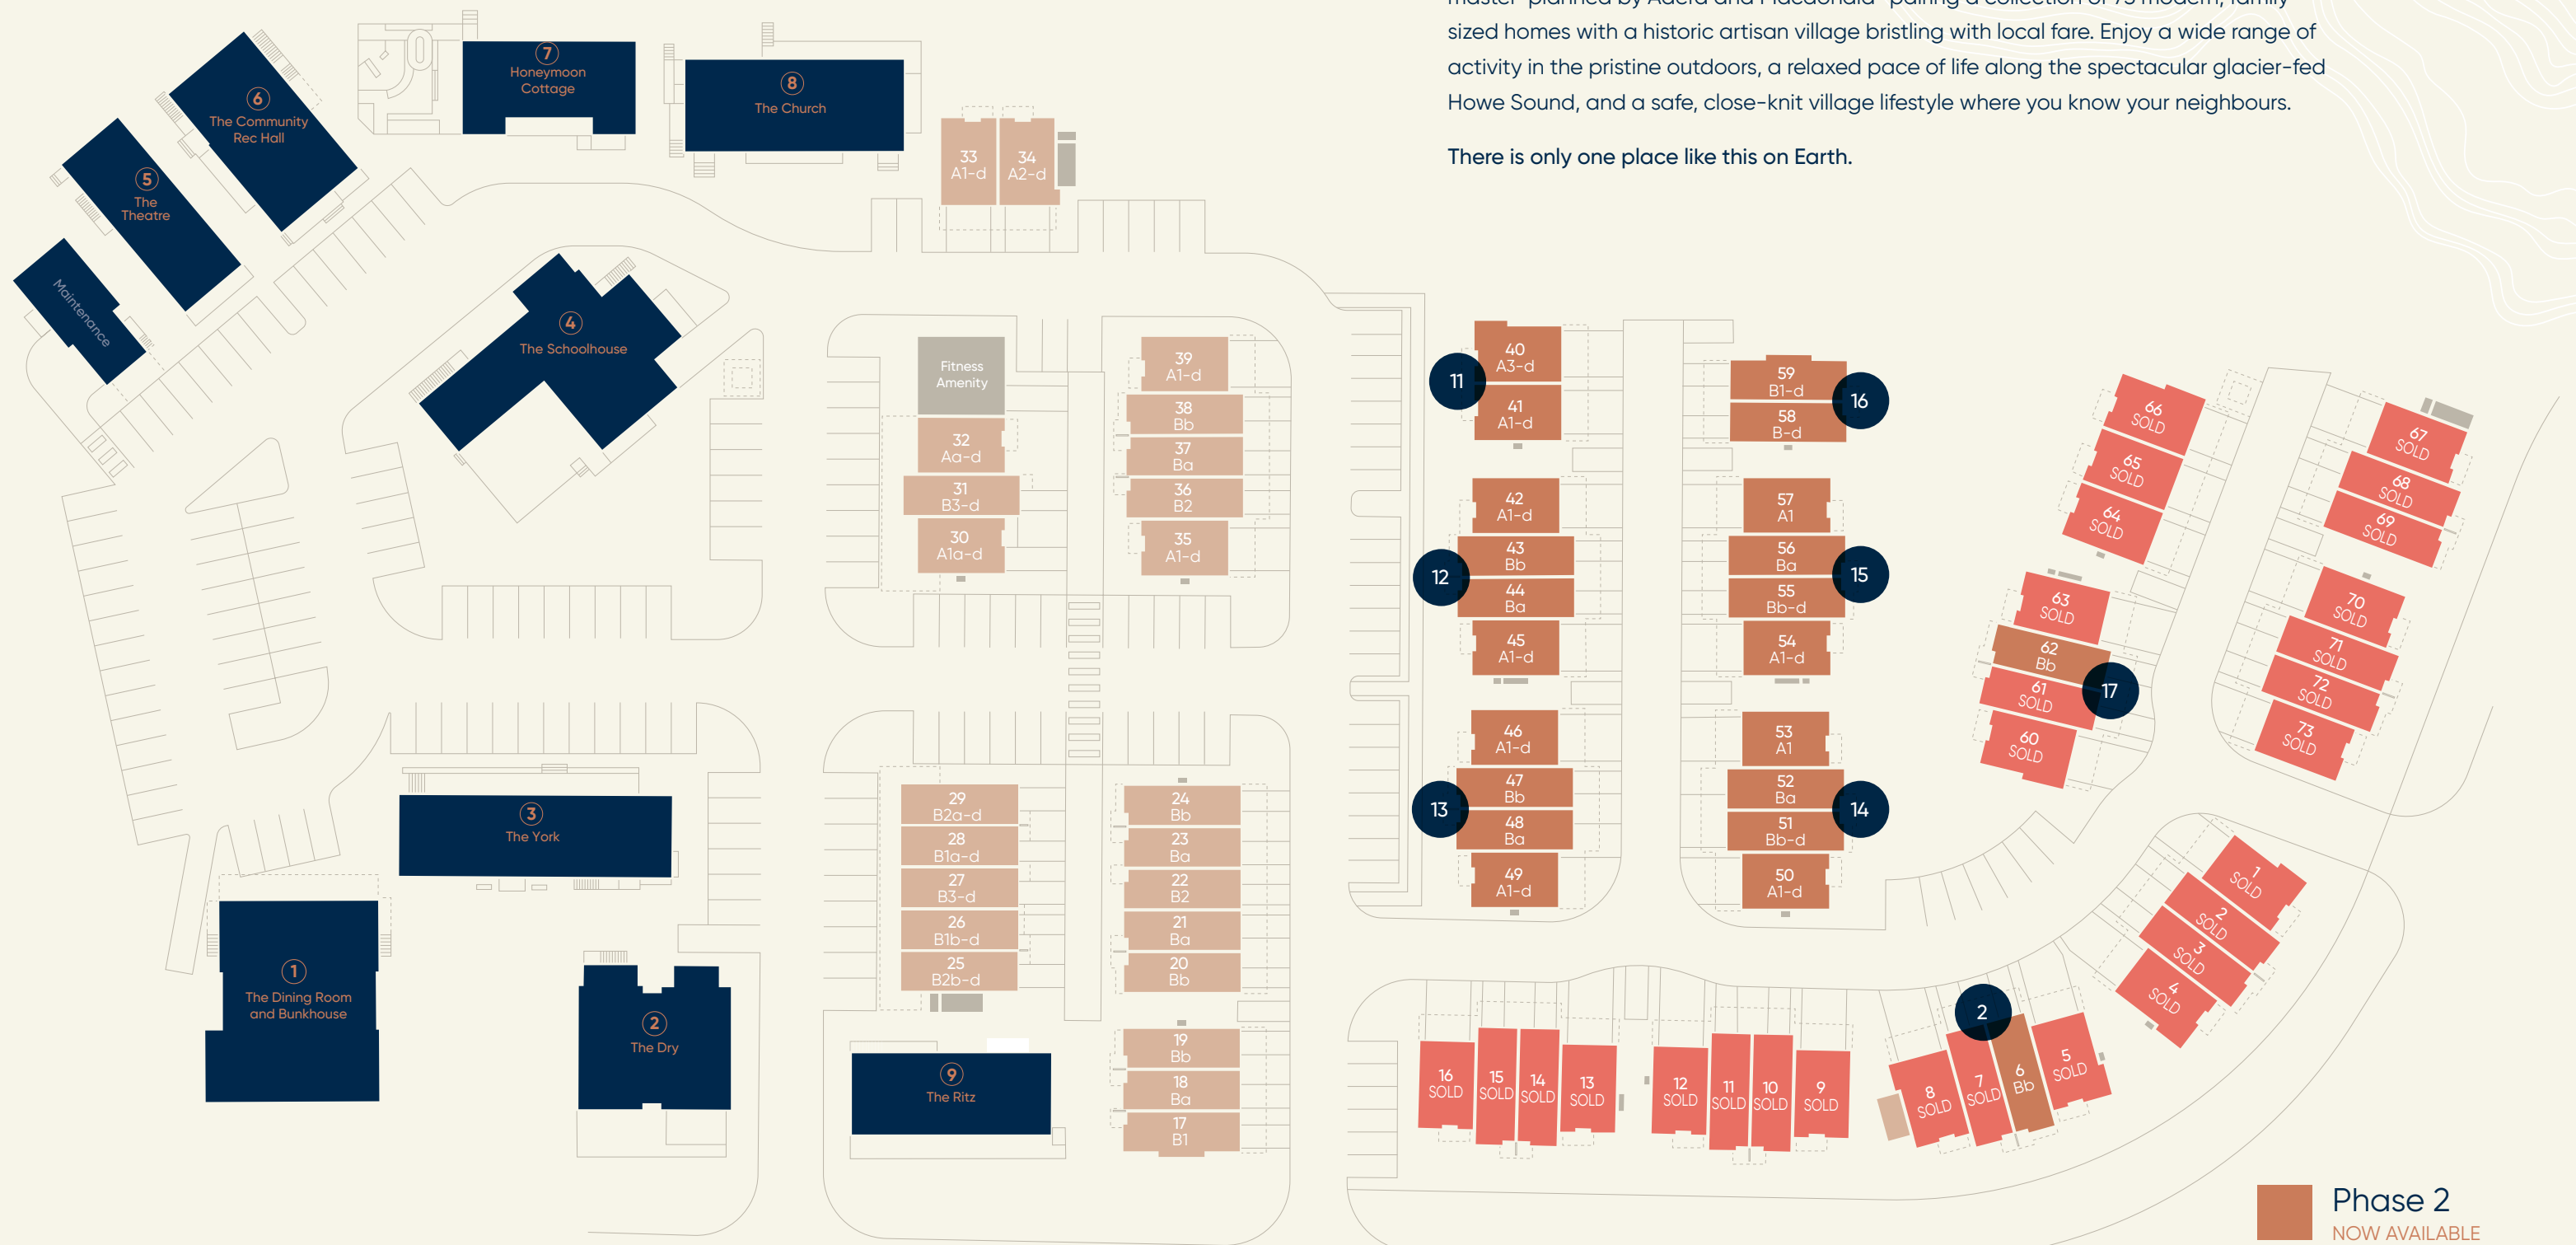 master-planned by Adera and Macdonald—pairing a collection of 73 modern, family-
sized homes with a historic artisan village bristling with local fare. Enjoy a wide range of
activity in the pristine outdoors, a relaxed pace of life along the spectacular glacier-fed
Howe Sound, and a safe, close-knit village lifestyle where you know your neighbours.
There is only one place like this on Earth.
7
Honeymoon
Cottage
8
The Church
6
The Community
Rec Hall
5
The
Theatre
Maintenance
4
The Schoolhouse
3
The York
1
The Dining Room
and Bunkhouse
2
The Dry
9
The Ritz
33
A1-d
34
A2-d
Fitness
Amenity
32
Aa-d
31
B3-d
30
A1a-d
39
A1-d
38
Bb
37
Ba
36
B2
35
A1-d
29
B2a-d
28
B1a-d
27
B3-d
26
B1b-d
25
B2b-d
24
Bb
23
Ba
22
B2
21
Ba
20
Bb
19
Bb
18
Ba
17
B1
11
40
A3-d
41
A1-d
12
42
A1-d
43
Bb
44
Ba
45
A1-d
13
46
A1-d
47
Bb
48
Ba
49
A1-d
16
59
B1-d
58
B-d
15
57
A1
56
Ba
55
Bb-d
54
A1-d
14
53
A1
52
Ba
51
Bb-d
50
A1-d
66
SOLD
65
SOLD
64
SOLD
63
SOLD
62
Bb
17
61
SOLD
60
SOLD
67
SOLD
68
SOLD
69
SOLD
70
SOLD
71
SOLD
72
SOLD
73
SOLD
1
SOLD
2
SOLD
3
SOLD
4
SOLD
2
5
SOLD
6
Bb
7
SOLD
8
SOLD
9
SOLD
10
SOLD
11
SOLD
12
SOLD
13
SOLD
14
SOLD
15
SOLD
16
SOLD
Phase 2
NOW AVAILABLE